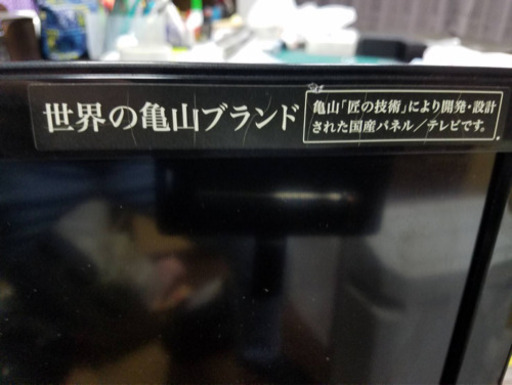 世界の亀山ブランド
亀山「匠の技術」により開発・設計
された国産パネル／テレビです。